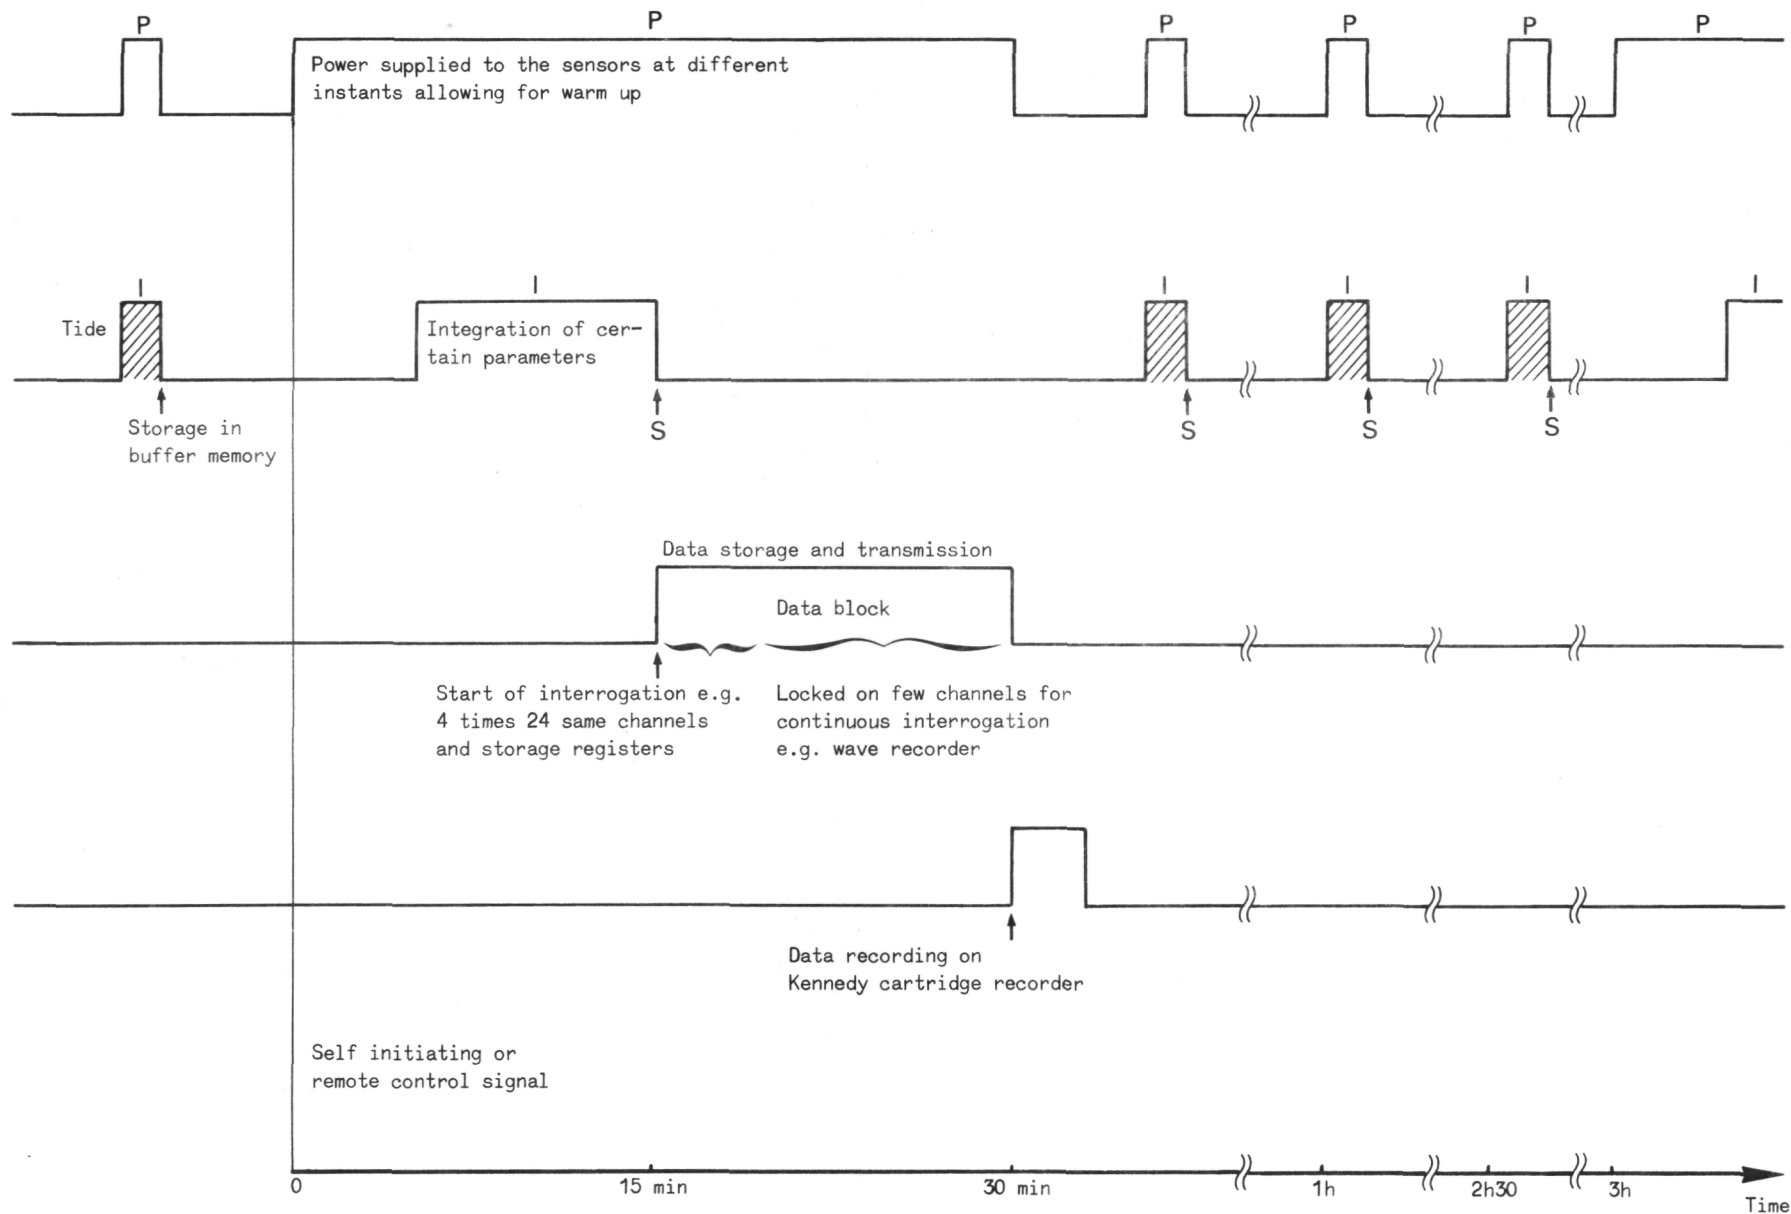 P
P
P
P
P
P
Power supplied to the sensors at different
instants allowing for warm up
I
I
I
I
I
I
Tide
Integration of cer-
tain parameters
Storage in
buffer memory
S
S
S
S
Data storage and transmission
Data block
Start of interrogation e.g.
4 times 24 same channels
and storage registers
Locked on few channels for
continuous interrogation
e.g. wave recorder
Data recording on
Kennedy cartridge recorder
Self initiating or
remote control signal
0
15 min
30 min
1h
2h30
3h
Time